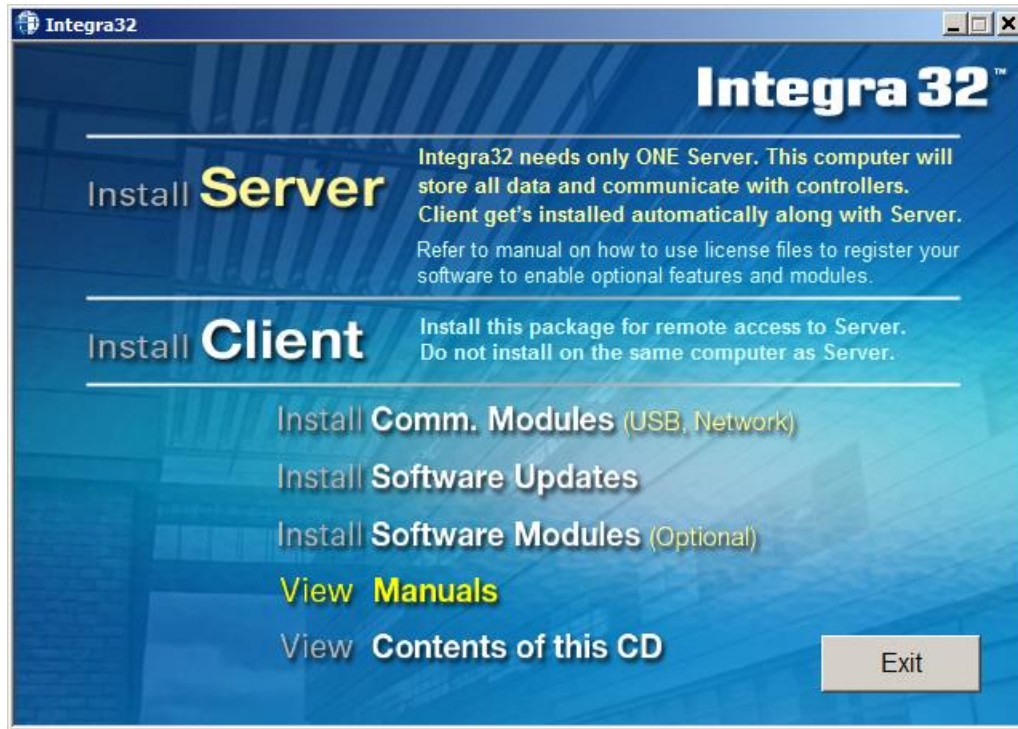 Integra32
Integra 32™
Install Server
Integra32 needs only ONE Server. This computer will
store all data and communicate with controllers.
Client get's installed automatically along with Server.
Refer to manual on how to use license files to register your
software to enable optional features and modules.
Install Client
Install this package for remote access to Server.
Do not install on the same computer as Server.
Install Comm. Modules (USB, Network)
Install Software Updates
Install Software Modules (Optional)
View Manuals
View Contents of this CD
Exit